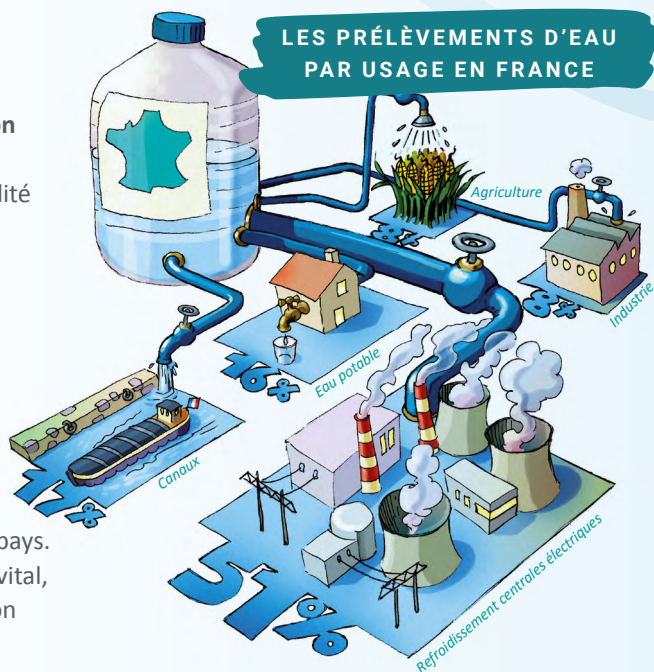 LES PRÉLÈVEMENTS D'EAU
PAR USAGE EN FRANCE
on
lité
Agriculture
8%
Industrie
8%
Eau potable
16%
Canaux
17%
pays.
vital,
on
Refroidissement centrales électriques
51%